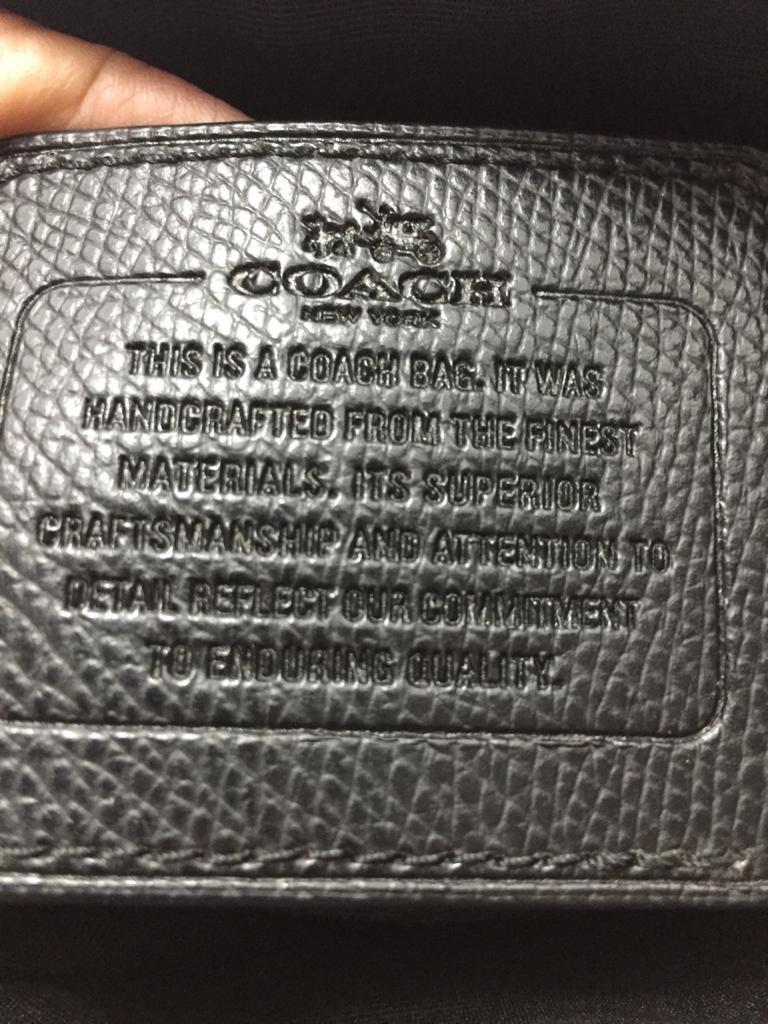 COACH
NEW YORK
THIS IS A COACH BAG. IT WAS
HANDCRAFTED FROM THE FINEST
MATERIALS. ITS SUPERIOR
CRAFTSMANSHIP AND ATTENTION TO
DETAIL REFLECT OUR COMMITMENT
TO ENDURING QUALITY.